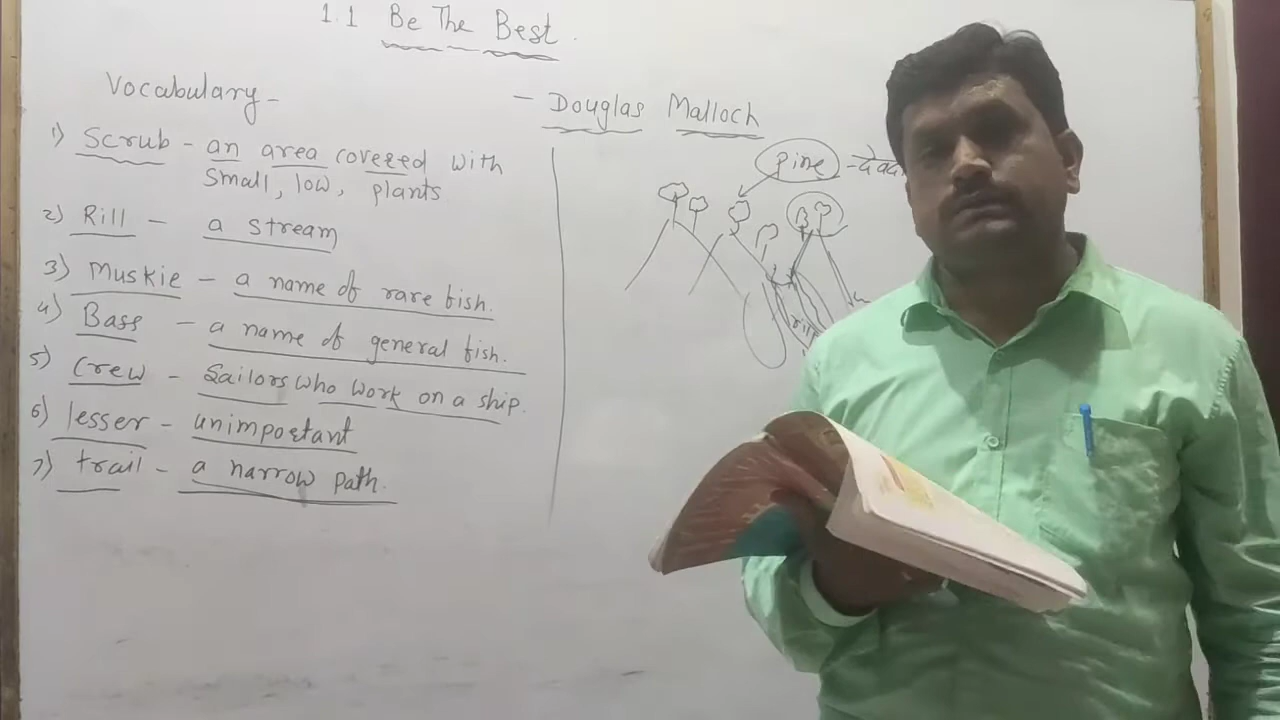 1.1 Be The Best.
Vocabulary -
- Douglas Malloch
1) Scrub - an area covered with
small, low, plants
2) Rill - a stream
3) Muskie - a name of rare fish.
4) Bass - a name of general fish.
5) Crew - Sailors who work on a ship.
6) lesser - unimportant
7) trail - a narrow path.
pine
rill